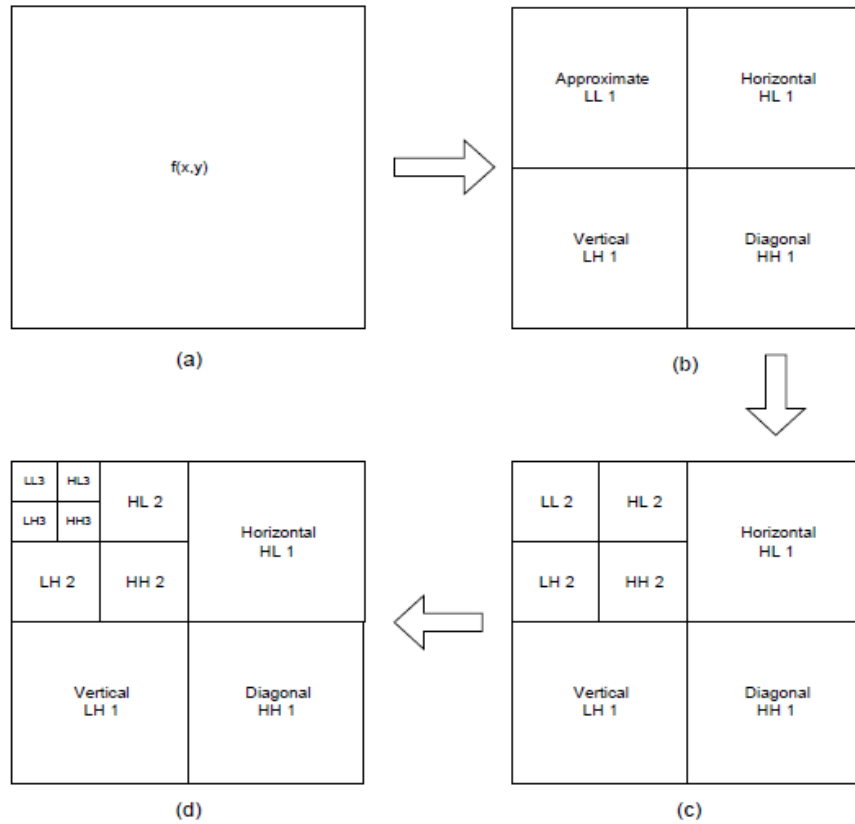 f(x,y)
(a)
Approximate
LL 1
Horizontal
HL 1
Vertical
LH 1
Diagonal
HH 1
(b)
LL 2
HL 2
LH 2
HH 2
Horizontal
HL 1
Vertical
LH 1
Diagonal
HH 1
(c)
LL3
HL3
LH3
HH3
HL 2
LH 2
HH 2
Horizontal
HL 1
Vertical
LH 1
Diagonal
HH 1
(d)